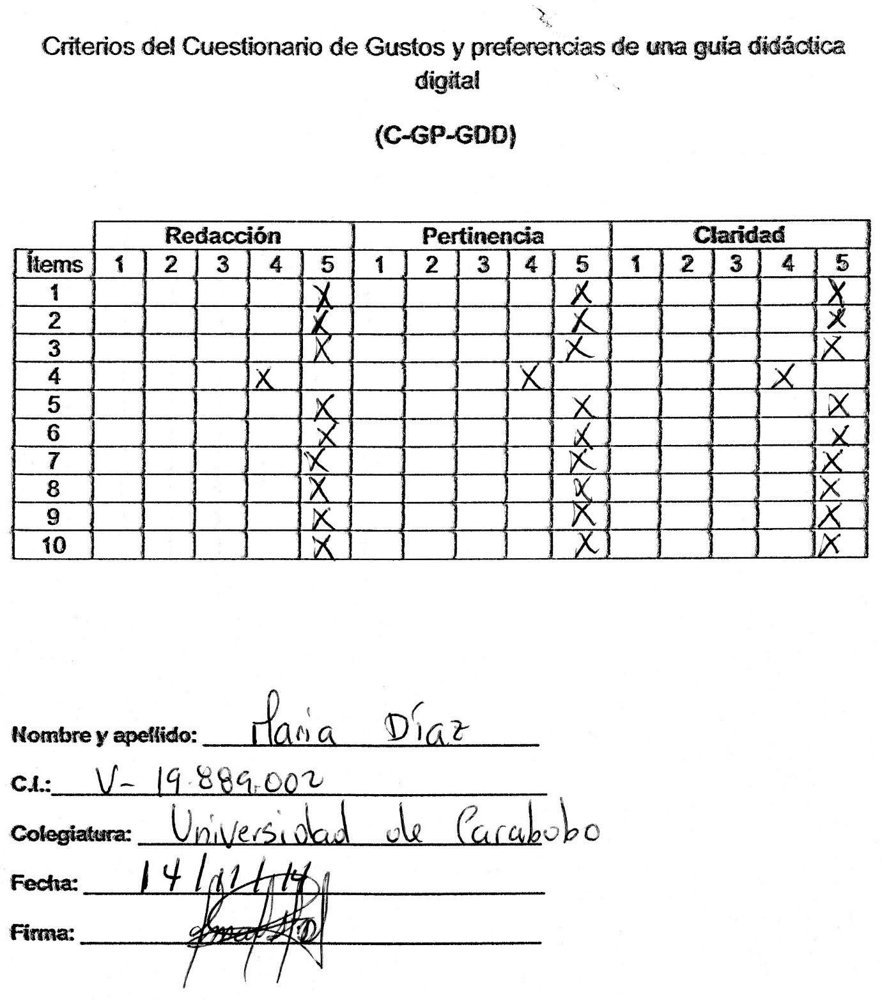 Criterios del Cuestionario de Gustos y preferencias de una guía didáctica
digital
(C-GP-GDD)
Redacción Pertinencia Claridad
Ítems 1 2 3 4 5 1 2 3 4 5 1 2 3 4 5
1 X X X
2 X X X
3 X X X
4 X X X
5 X X X
6 X X X
7 X X X
8 X X X
9 X X X
10 X X X
Nombre y apellido: Maria Díaz
C.I.: V- 19.889.002
Colegiatura: Universidad de Carabobo
Fecha: 14/11/14
Firma: